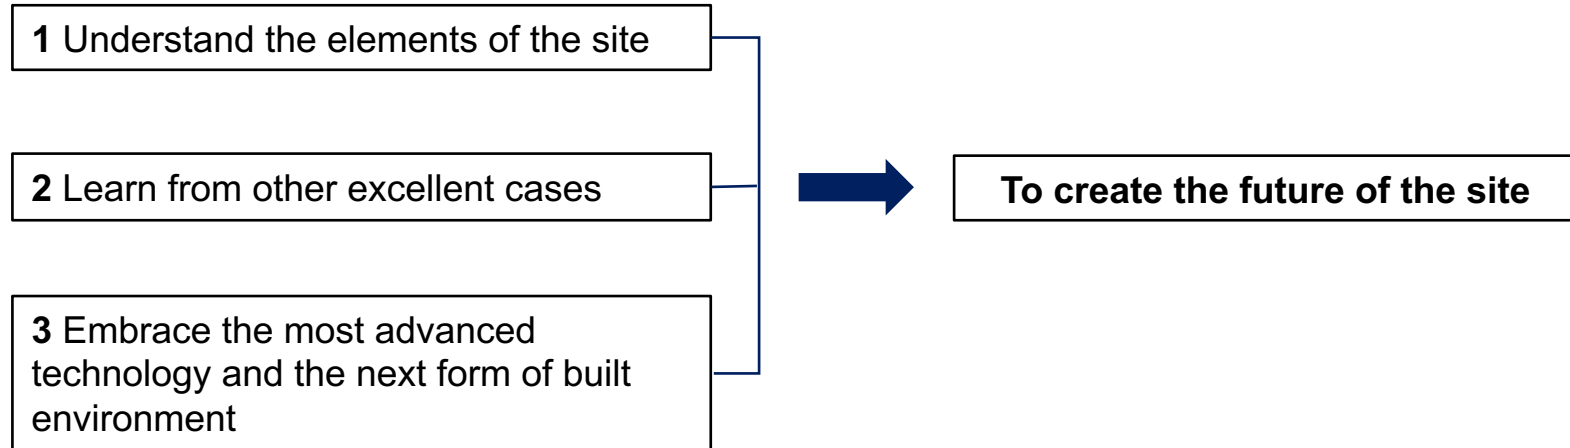 1 Understand the elements of the site
2 Learn from other excellent cases
To create the future of the site
3 Embrace the most advanced
technology and the next form of built
environment